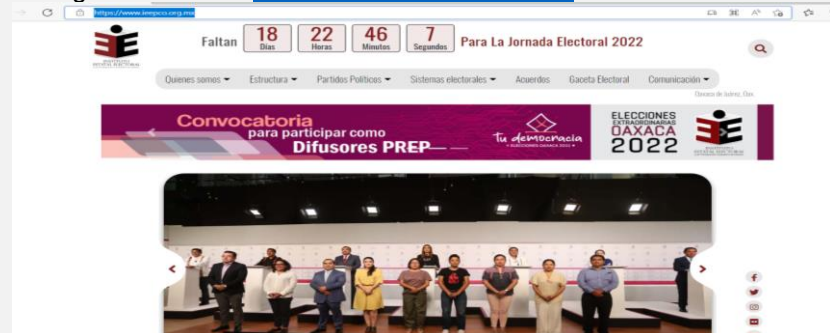 https://www.ieepco.org.mx
Faltan 18 Días 22 Horas 46 Minutos 7 Segundos Para La Jornada Electoral 2022
Quienes somos Estructura Partidos Políticos Sistemas electorales Acuerdos Gaceta Electoral Comunicación
Oaxaca de Juárez, Oax.
Convocatoria
para participar como
Difusores PREP
Tu democracia
ELECCIONES
EXTRAORDINARIAS
OAXACA
2022